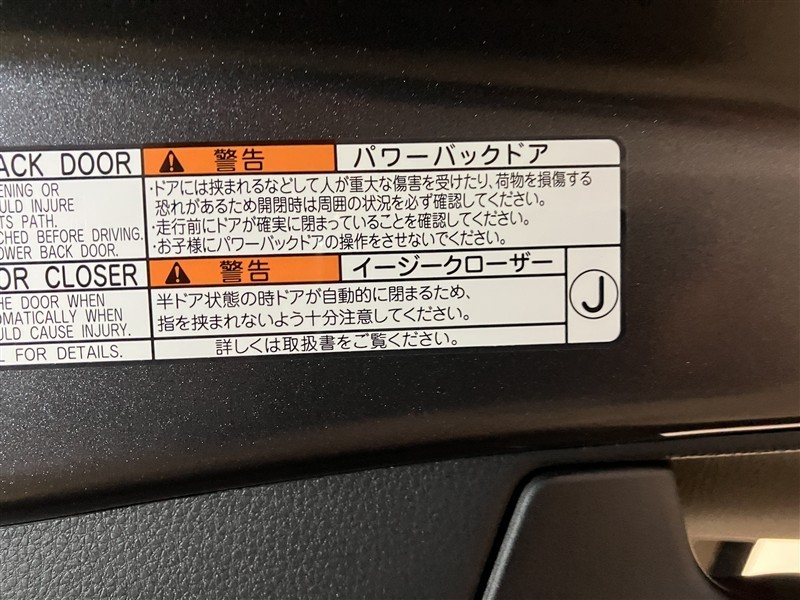 ACK DOOR
ENING OR
ULD INJURE
TS PATH.
CHED BEFORE DRIVING.
OWER BACK DOOR.
警告 パワーバックドア
・ドアには挟まれるなどして人が重大な傷害を受けたり、荷物を損傷する
恐れがあるため開閉時は周囲の状況を必ず確認してください。
・走行前にドアが確実に閉まっていることを確認してください。
・お子様にパワーバックドアの操作をさせないでください。
OR CLOSER
HE DOOR WHEN
OMATICALLY WHEN
ULD CAUSE INJURY.
L FOR DETAILS.
警告 イージークローザー
半ドア状態の時ドアが自動的に閉まるため、
指を挟まれないよう十分注意してください。
詳しくは取扱書をご覧ください。
J